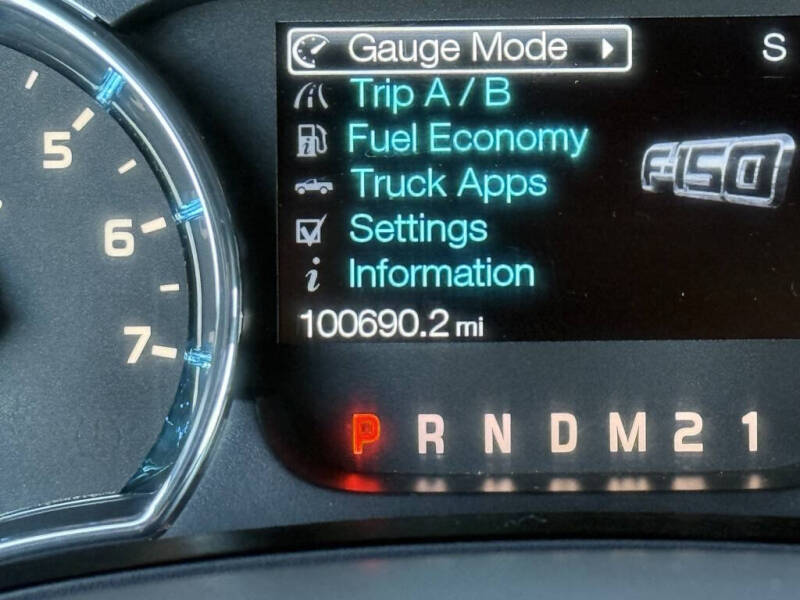 Gauge Mode
S
Trip A / B
Fuel Economy
F-150
Truck Apps
Settings
i Information
100690.2 mi
5
6
7
P R N D M 2 1